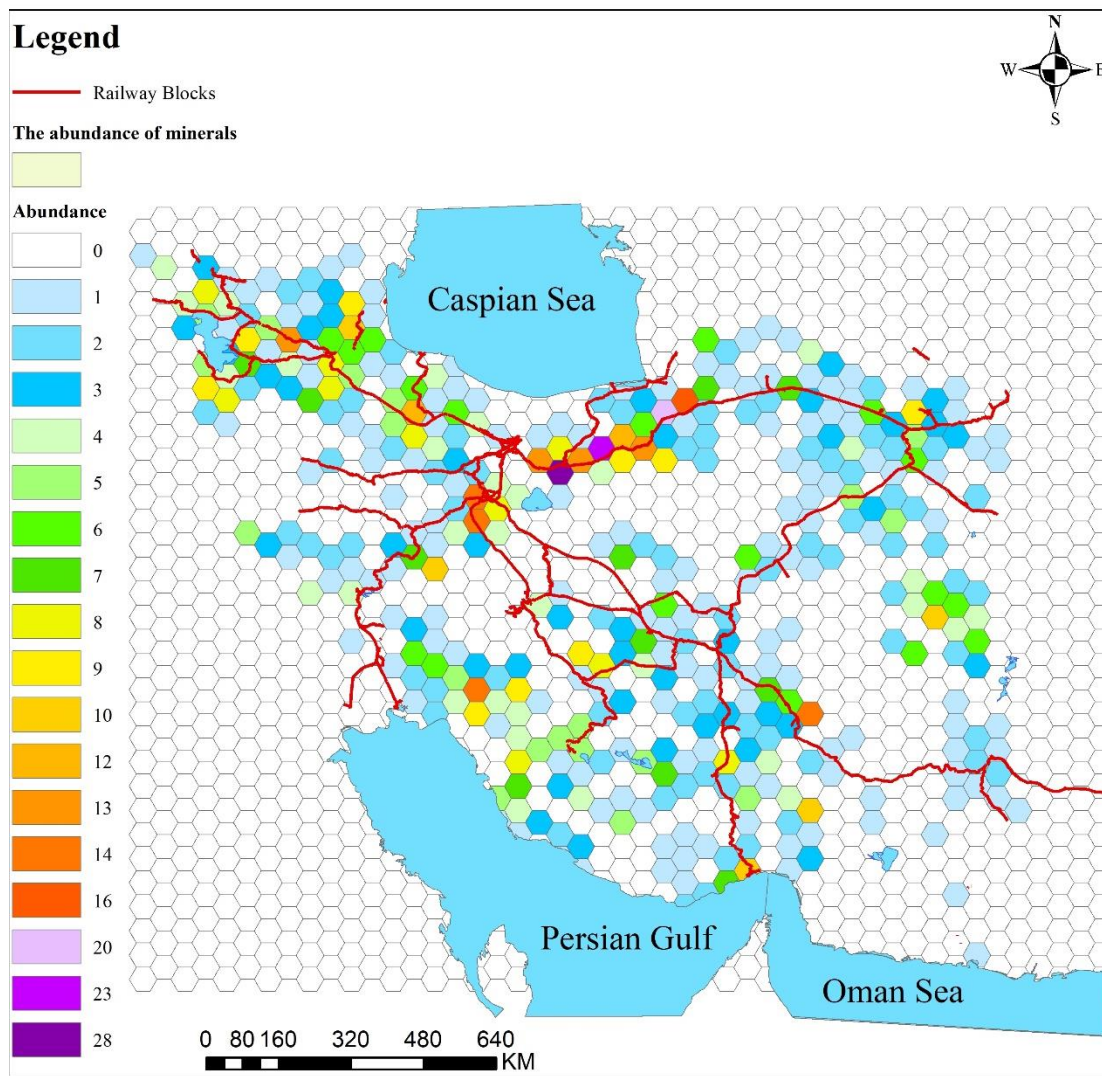 Legend
Railway Blocks
The abundance of minerals
Abundance
0
1
2
3
4
5
6
7
8
9
10
12
13
14
16
20
23
28
N
W
E
S
Caspian Sea
Persian Gulf
Oman Sea
0 80 160 320 480 640
KM